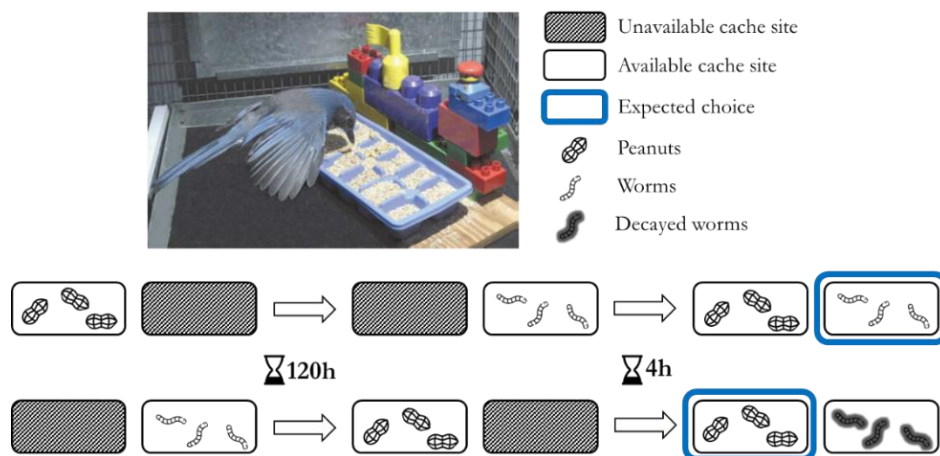 Unavailable cache site
Available cache site
Expected choice
Peanuts
Worms
Decayed worms
120h
4h